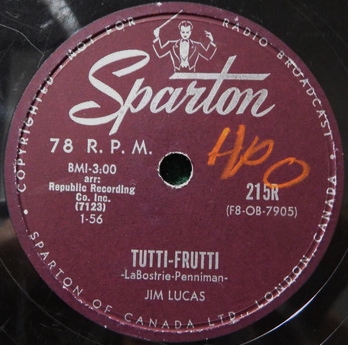 COPYRIGHTED NOT FOR RADIO BROADCAST
Sparton
78 R. P. M.
BMI-3:00
arr:
Republic Recording
Co. Inc.
(7123)
1-56
215R
(F8-OB-7905)
TUTTI-FRUTTI
-LaBostrie-Penniman-
JIM LUCAS
SPARTON OF CANADA LTD., LONDON, CANADA